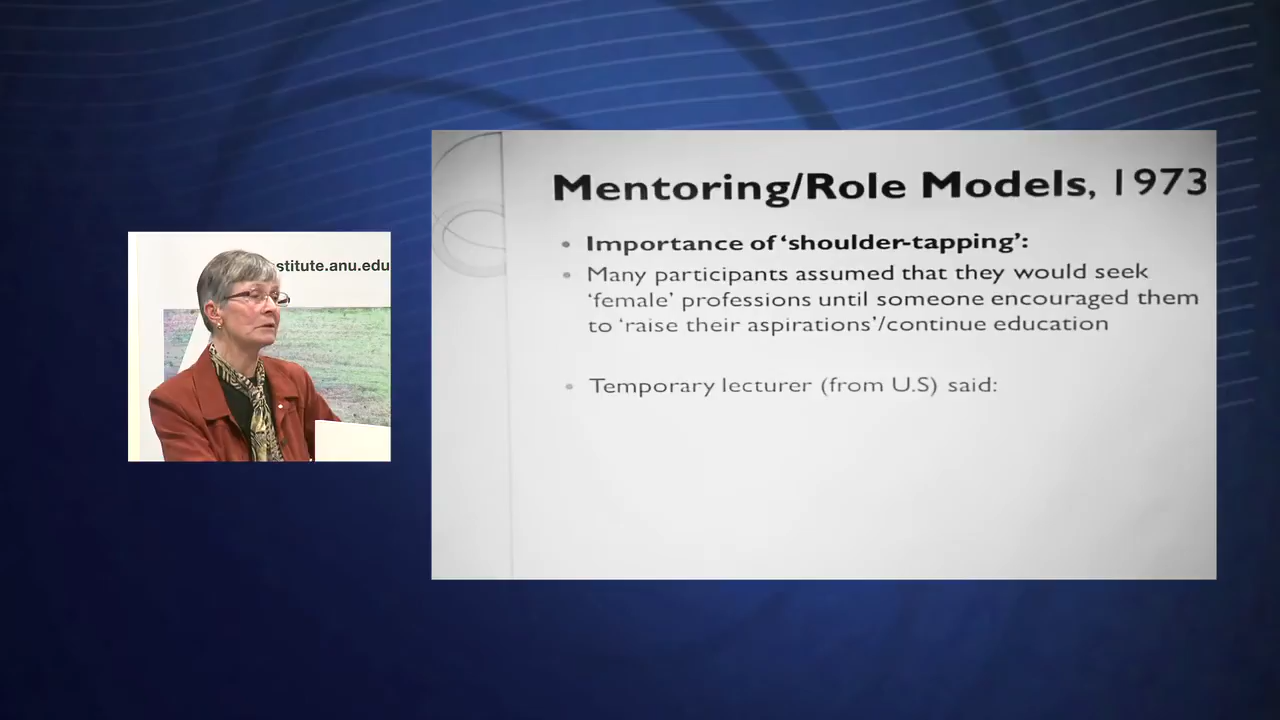 stitute.anu.edu
Mentoring/Role Models, 1973
• Importance of ‘shoulder-tapping’:
• Many participants assumed that they would seek
‘female’ professions until someone encouraged them
to ‘raise their aspirations’/continue education
• Temporary lecturer (from U.S) said: